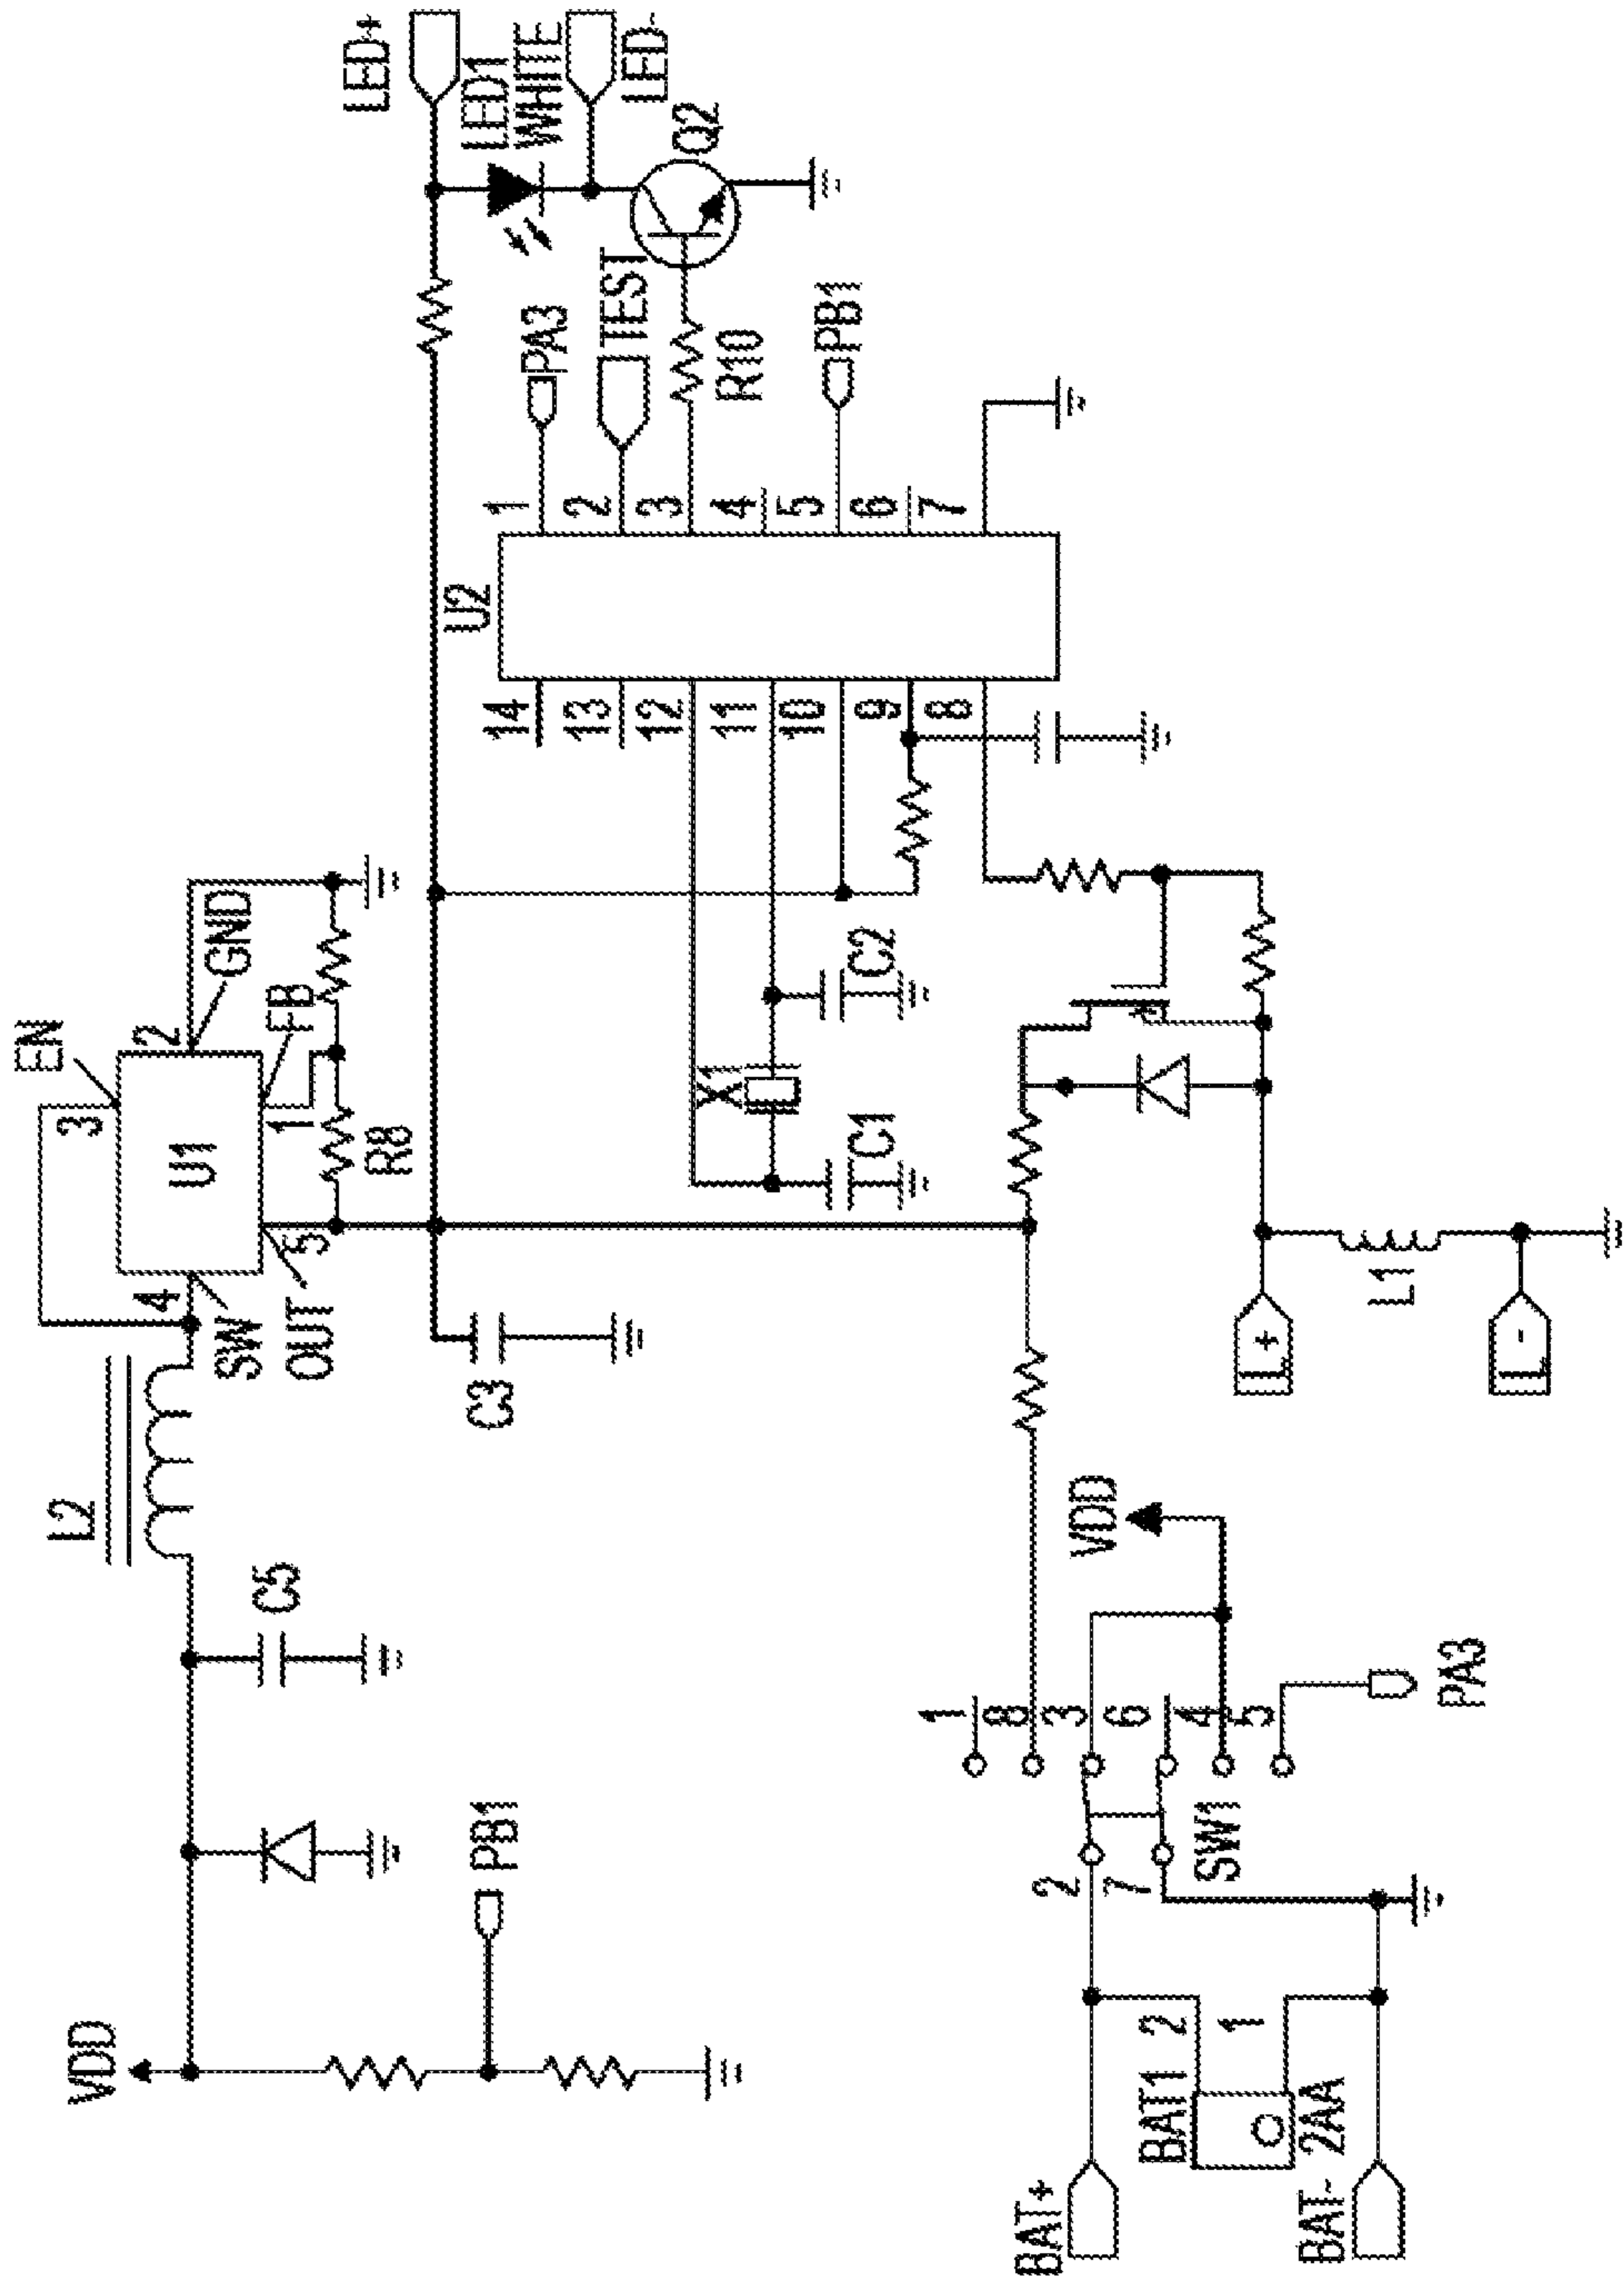 VDD
L2
EN
3
4
U1
2
SW
GND
OUT
5
1
FB
R8
C5
C3
PB1
LED+
LED1
WHITE
LED-
Q2
PA3
TEST
R10
PB1
U2
14
13
12
11
10
9
8
1
2
3
4
5
6
7
X1
C1
C2
VDD
1
8
3
6
4
5
PA3
2
7
SW1
BAT+
BAT1
2
1
2AA
BAT-
L+
L1
L-